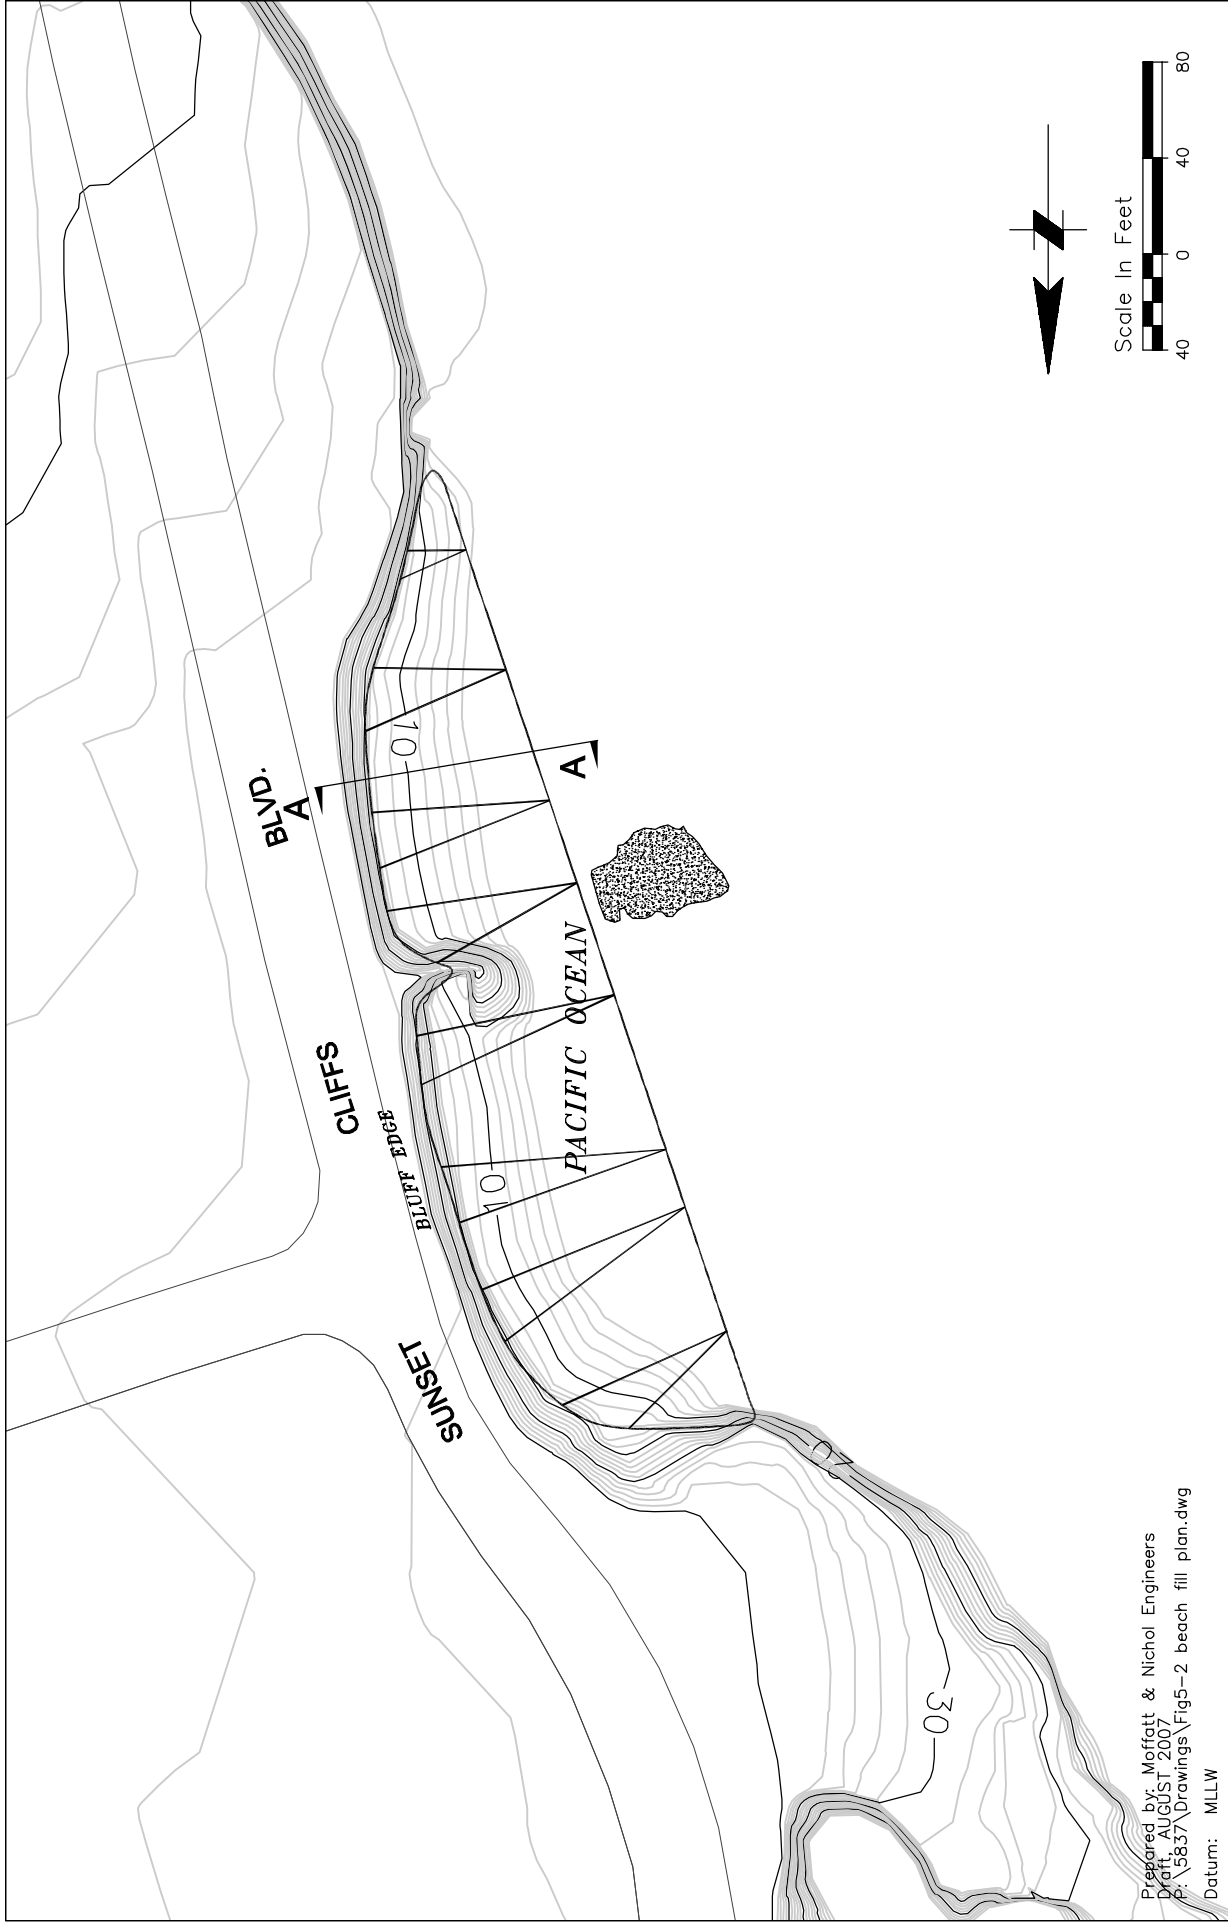 SUNSET
CLIFFS
BLVD.
BLUFF EDGE
PACIFIC OCEAN
A
A
10
10
30
Scale In Feet
40 0 40 80
Prepared by: Moffatt & Nichol Engineers
Draft, AUGUST 2007
P:\5837\Drawings\Fig5-2 beach fill plan.dwg
Datum: MLLW